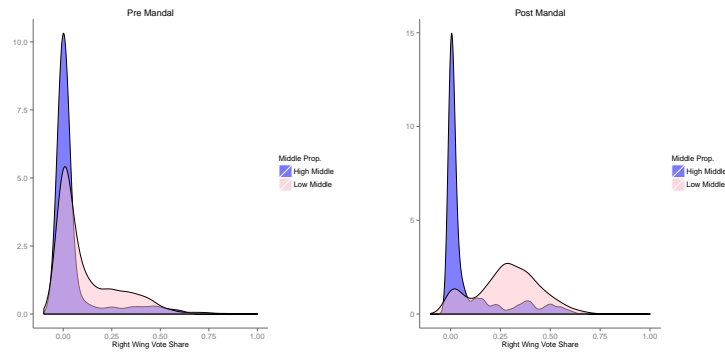 Pre Mandal
10.0
7.5
5.0
2.5
0.0
0.00 0.25 0.50 0.75 1.00
Right Wing Vote Share
Middle Prop.
High Middle
Low Middle
Post Mandal
15
10
5
0
0.00 0.25 0.50 0.75 1.00
Right Wing Vote Share
Middle Prop.
High Middle
Low Middle